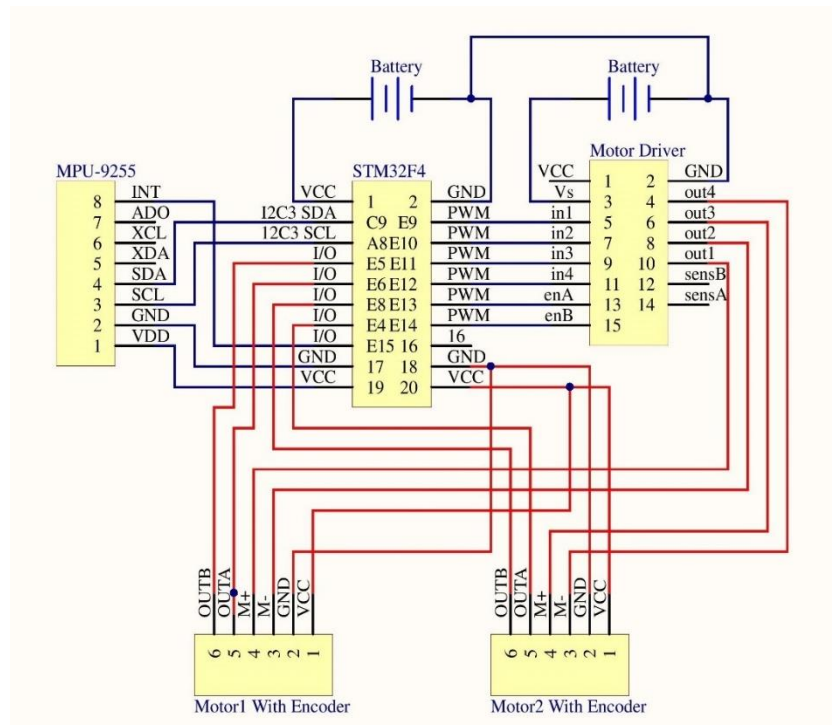 Battery
Battery
MPU-9255
STM32F4
Motor Driver
8 INT
7 ADO
6 XCL
5 XDA
4 SDA
3 SCL
2 GND
1 VDD
VCC 1 2 GND
I2C3 SDA C9 E9 PWM
I2C3 SCL A8 E10 PWM
I/O E5 E11 PWM
I/O E6 E12 PWM
I/O E8 E13 PWM
I/O E4 E14 PWM
I/O E15 16 16
GND 17 18 GND
VCC 19 20 VCC
VCC 1 2 GND
Vs 3 4 out4
in1 5 6 out3
in2 7 8 out2
in3 9 10 out1
in4 11 12 sensB
enA 13 14 sensA
enB 15
OUTB 6
OUTA 5
M+ 4
M- 3
GND 2
VCC 1
Motor1 With Encoder
OUTB 6
OUTA 5
M+ 4
M- 3
GND 2
VCC 1
Motor2 With Encoder